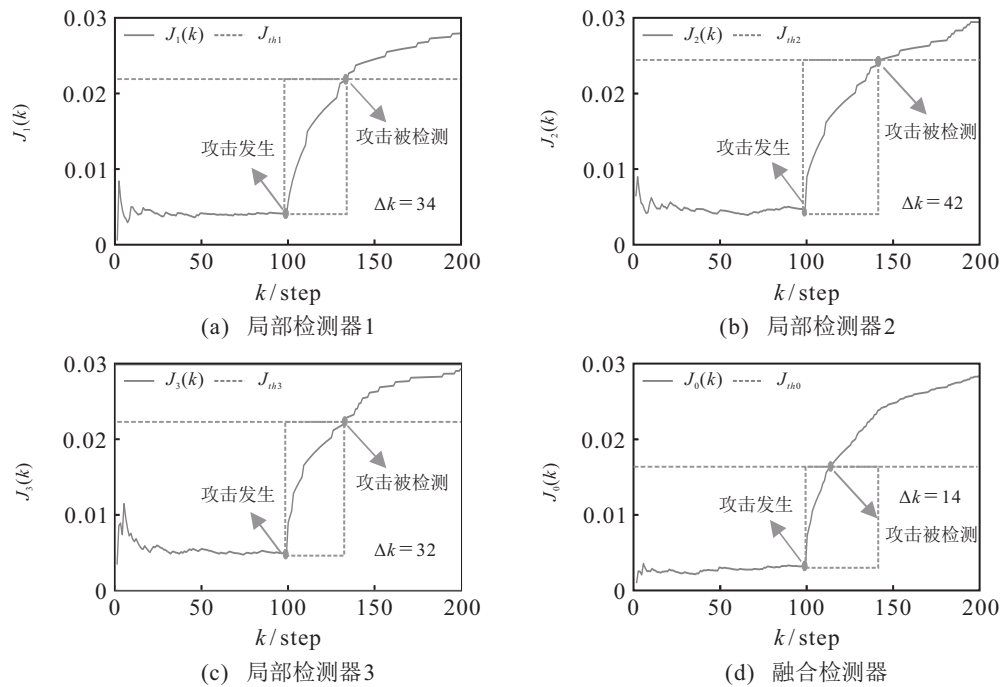 0.03
J₁(k) J_th1
0.02
攻击被检测
攻击发生
0.01
Δk=34
0
0 50 100 150 200
J₁(k)
k/step
(a) 局部检测器1
0.03
J₂(k) J_th2
0.02
攻击被检测
攻击发生
0.01
Δk=42
0
0 50 100 150 200
J₂(k)
k/step
(b) 局部检测器2
0.03
J₃(k) J_th3
0.02
攻击被检测
攻击发生
0.01
Δk=32
0
0 50 100 150 200
J₃(k)
k/step
(c) 局部检测器3
0.03
J₀(k) J_th0
0.02
Δk=14
攻击发生
攻击被检测
0.01
0
0 50 100 150 200
J₀(k)
k/step
(d) 融合检测器